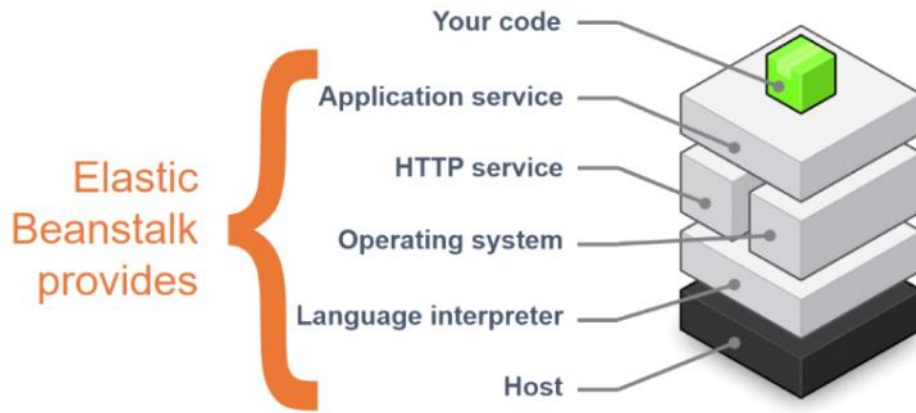 Your code
Application service
HTTP service
Operating system
Language interpreter
Host
Elastic
Beanstalk
provides